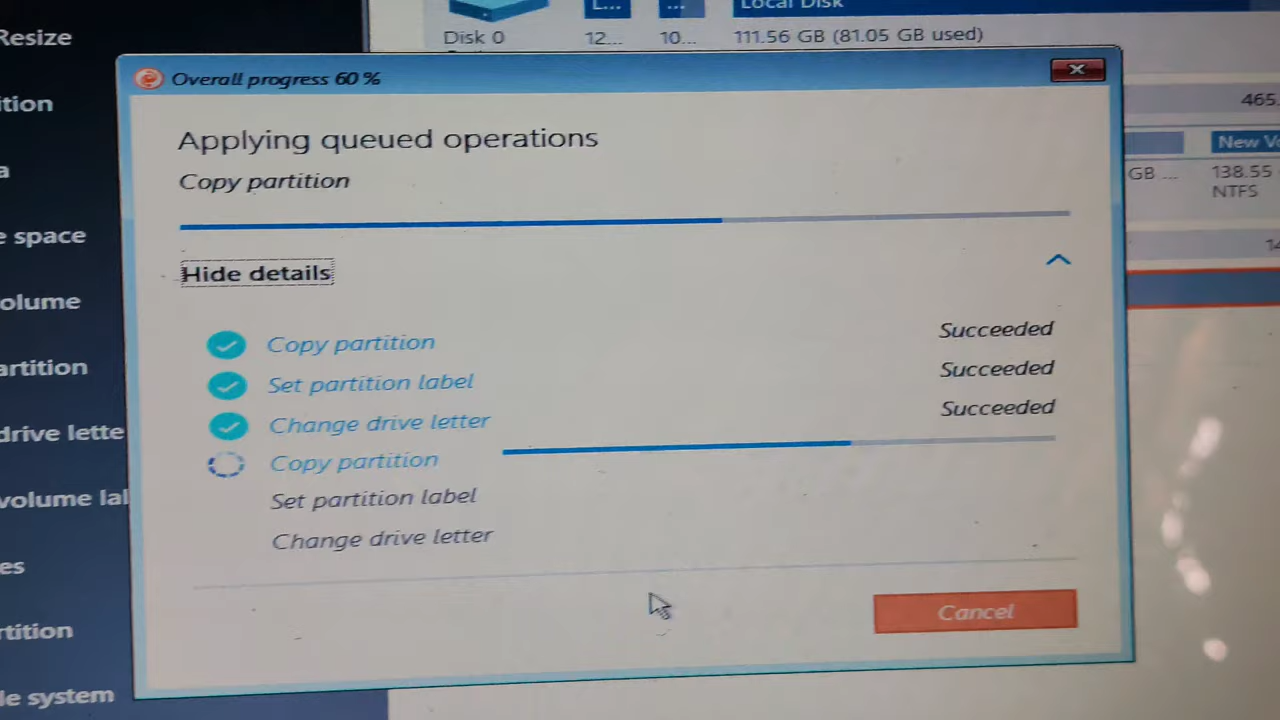 Resize
L...
...
Local Disk
Disk 0
12...
10...
111.56 GB (81.05 GB used)
Overall progress 60 %
Applying queued operations
Copy partition
Hide details
Copy partition
Succeeded
Set partition label
Succeeded
Change drive letter
Succeeded
Copy partition
Set partition label
Change drive letter
Cancel
465.
New Vo
GB ...
138.55
NTFS
14
ition
a
e space
olume
artition
drive lette
volume lal
es
rtition
le system